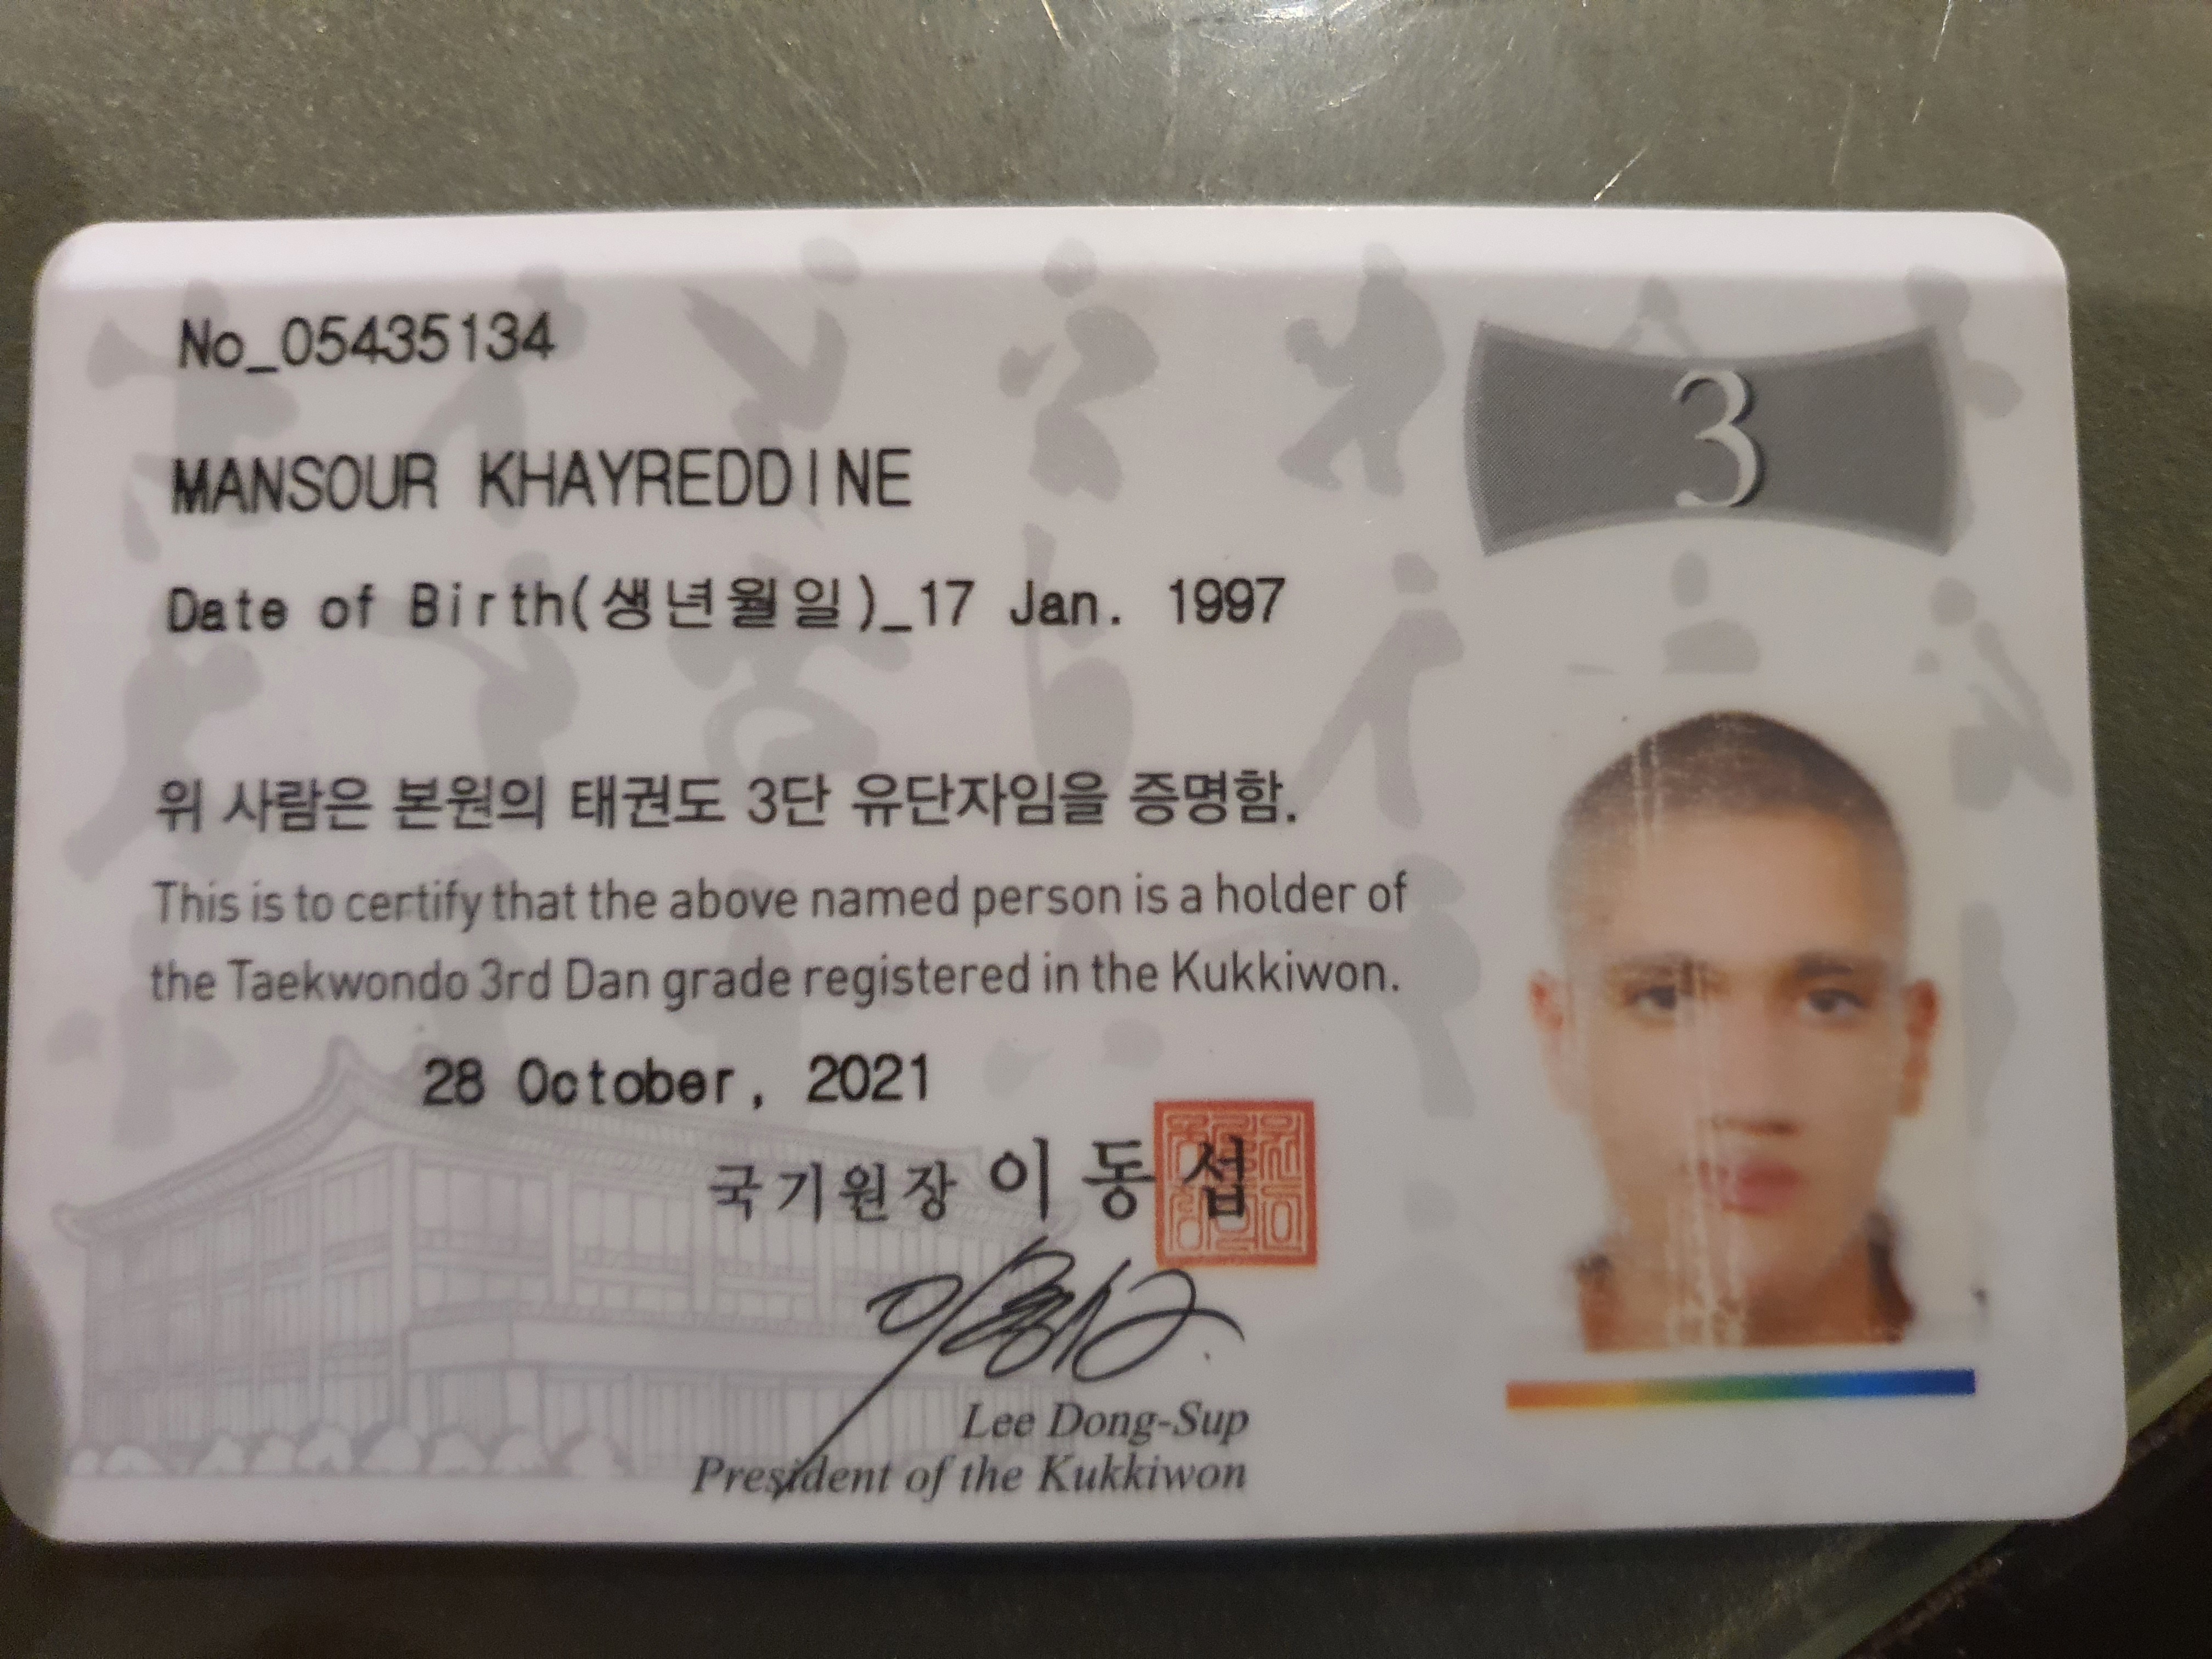 No_05435134
3
MANSOUR KHAYREDDINE
Date of Birth(생년월일)_17 Jan. 1997
위 사람은 본원의 태권도 3단 유단자임을 증명함.
This is to certify that the above named person is a holder of
the Taekwondo 3rd Dan grade registered in the Kukkiwon.
28 October, 2021
국기원장 이동섭
Lee Dong-Sup
President of the Kukkiwon